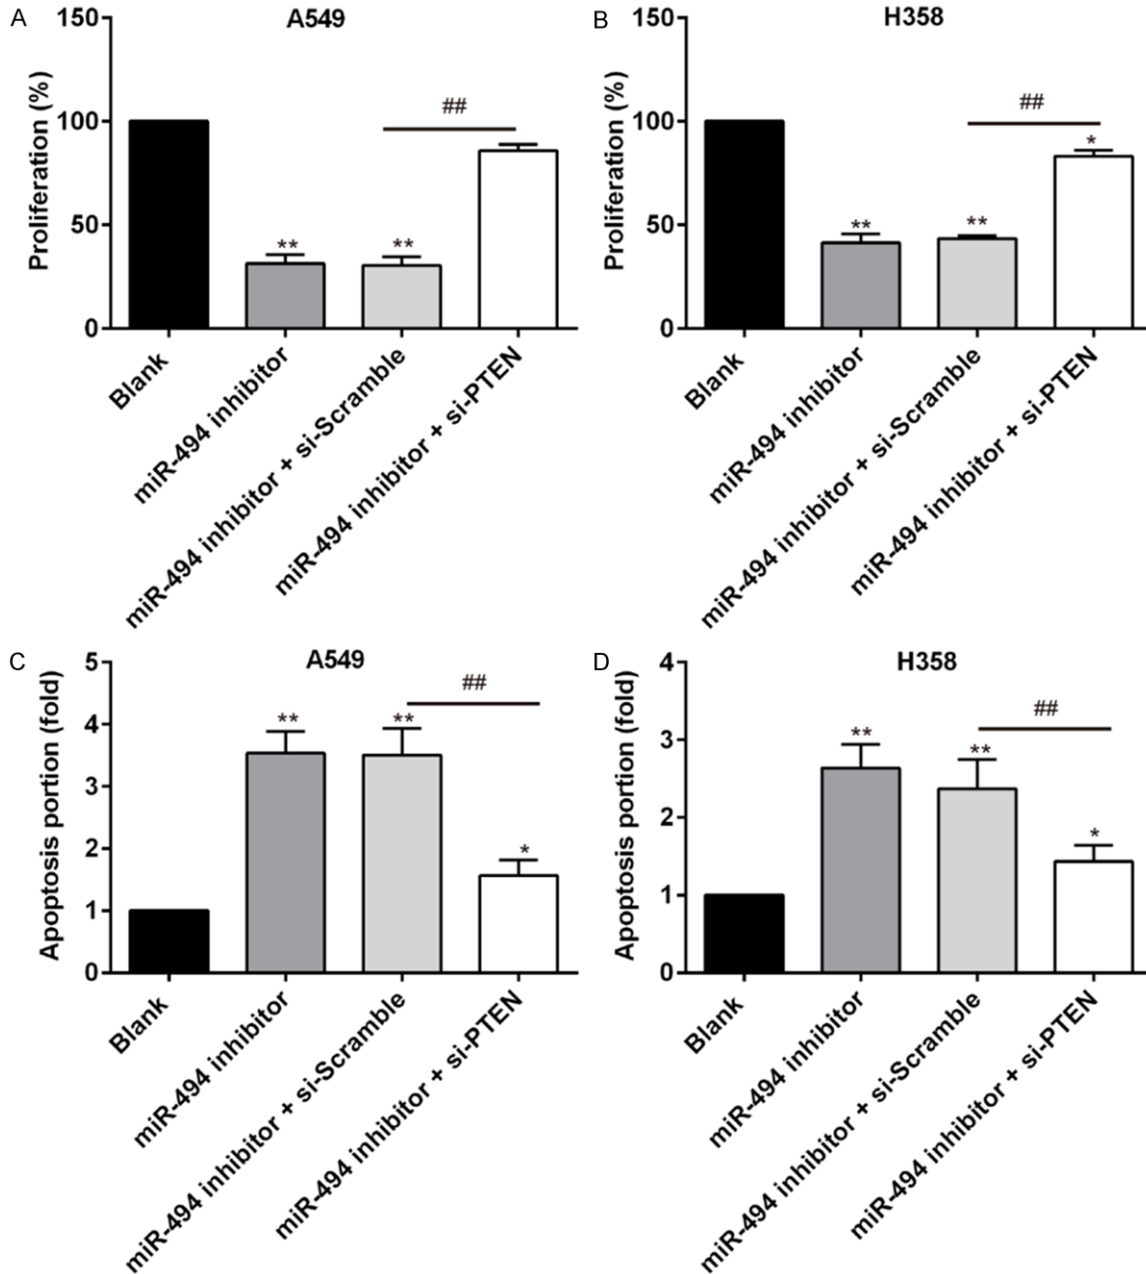 A
A549
Proliferation (%)
150
100
50
0
##
**
**
Blank
miR-494 inhibitor
miR-494 inhibitor + si-Scramble
miR-494 inhibitor + si-PTEN
B
H358
Proliferation (%)
150
100
50
0
##
**
**
*
Blank
miR-494 inhibitor
miR-494 inhibitor + si-Scramble
miR-494 inhibitor + si-PTEN
C
A549
Apoptosis portion (fold)
5
4
3
2
1
0
##
**
**
*
Blank
miR-494 inhibitor
miR-494 inhibitor + si-Scramble
miR-494 inhibitor + si-PTEN
D
H358
Apoptosis portion (fold)
4
3
2
1
0
##
**
**
*
Blank
miR-494 inhibitor
miR-494 inhibitor + si-Scramble
miR-494 inhibitor + si-PTEN